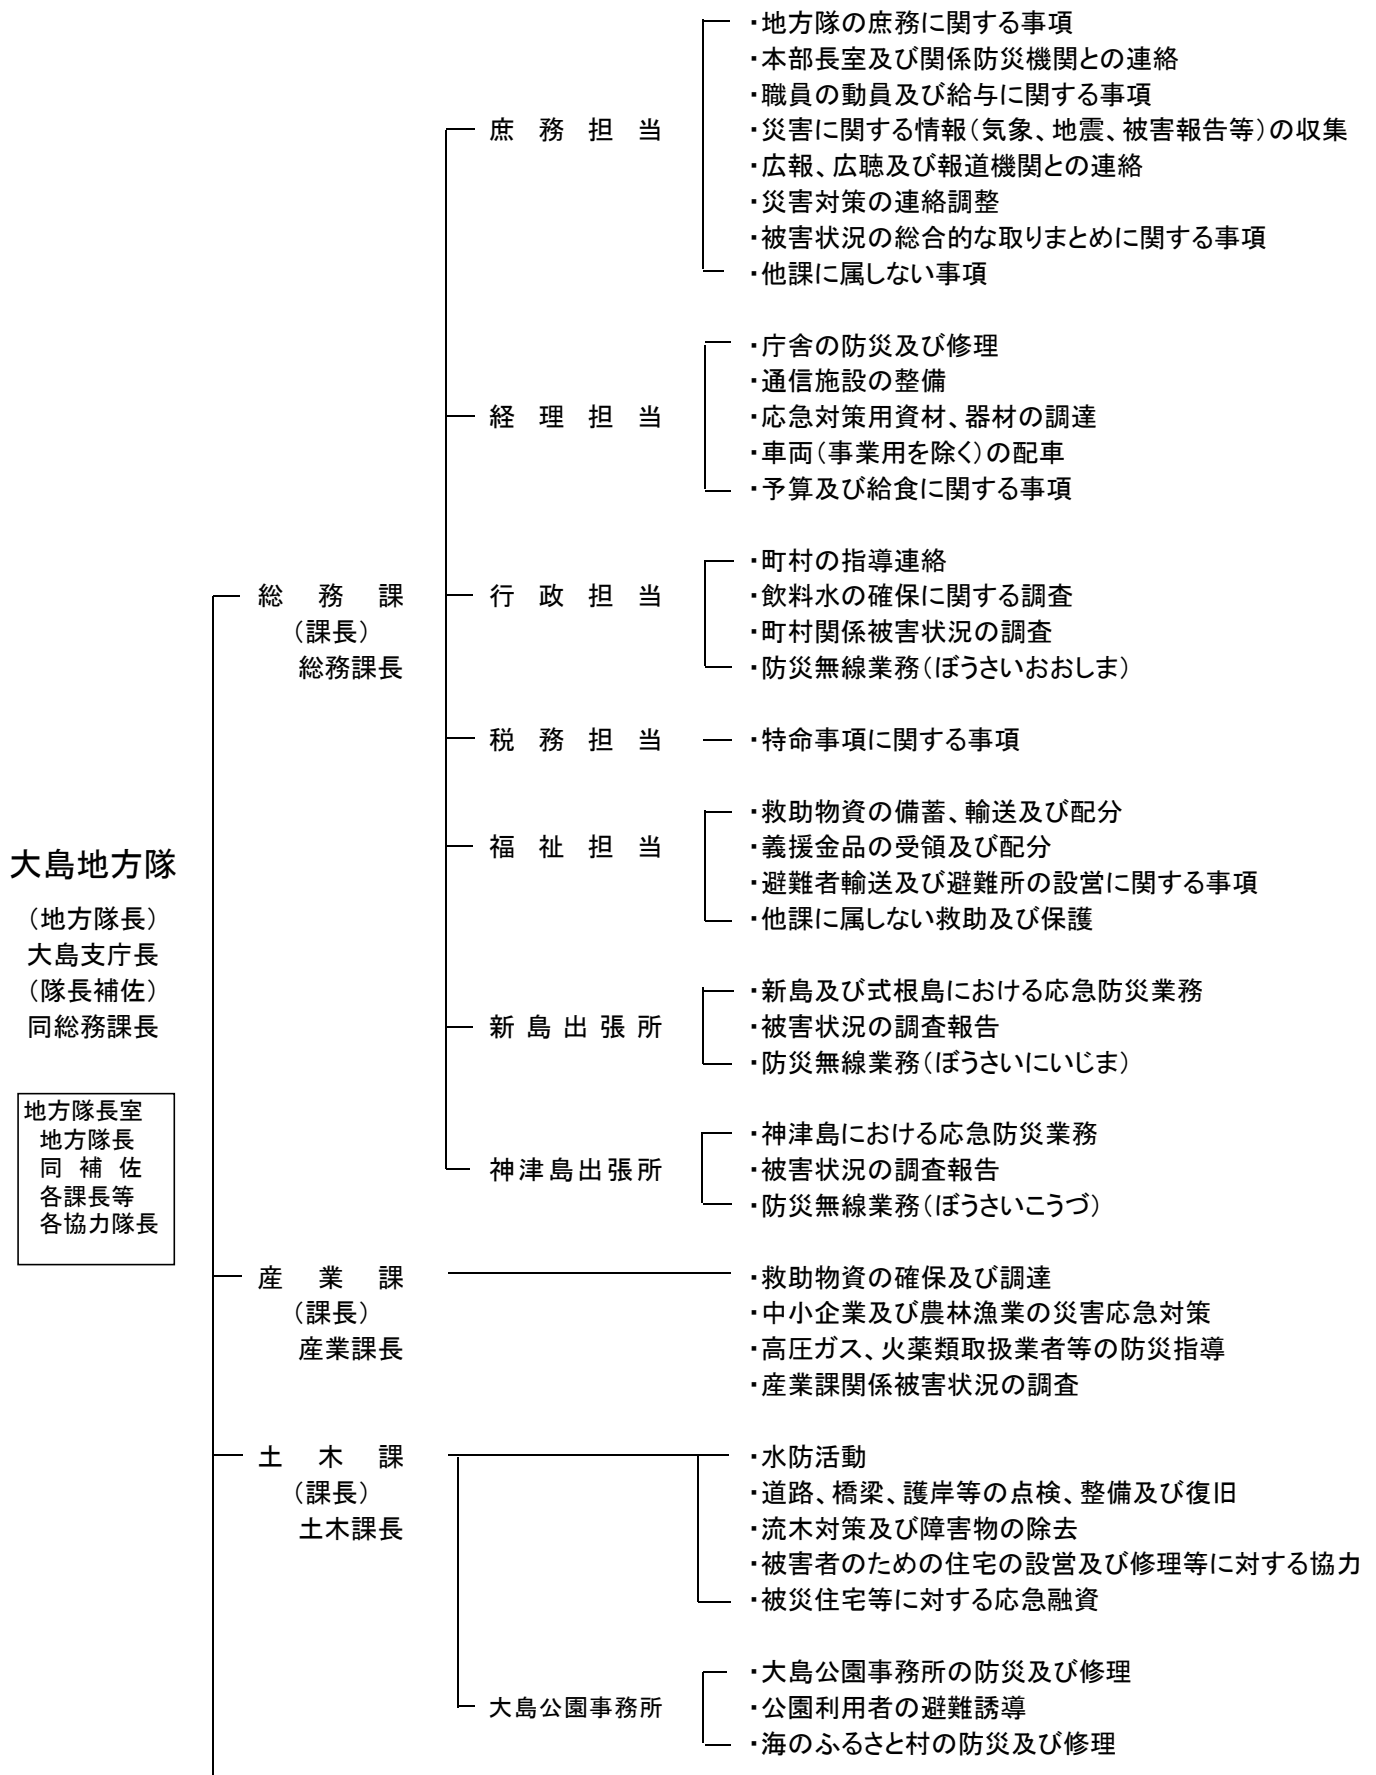 大島地方隊
（地方隊長）
大島支庁長
（隊長補佐）
同総務課長
地方隊長室
地方隊長
同 補 佐
各課長等
各協力隊長
総 務 課
（課長）
総務課長
庶 務 担 当
・地方隊の庶務に関する事項
・本部長室及び関係防災機関との連絡
・職員の動員及び給与に関する事項
・災害に関する情報（気象、地震、被害報告等）の収集
・広報、広聴及び報道機関との連絡
・災害対策の連絡調整
・被害状況の総合的な取りまとめに関する事項
・他課に属しない事項
経 理 担 当
・庁舎の防災及び修理
・通信施設の整備
・応急対策用資材、器材の調達
・車両（事業用を除く）の配車
・予算及び給食に関する事項
行 政 担 当
・町村の指導連絡
・飲料水の確保に関する調査
・町村関係被害状況の調査
・防災無線業務（ぼうさいおおしま）
税 務 担 当
・特命事項に関する事項
福 祉 担 当
・救助物資の備蓄、輸送及び配分
・義援金品の受領及び配分
・避難者輸送及び避難所の設営に関する事項
・他課に属しない救助及び保護
新 島 出 張 所
・新島及び式根島における応急防災業務
・被害状況の調査報告
・防災無線業務（ぼうさいにいじま）
神津島出張所
・神津島における応急防災業務
・被害状況の調査報告
・防災無線業務（ぼうさいこうづ）
産 業 課
（課長）
産業課長
・救助物資の確保及び調達
・中小企業及び農林漁業の災害応急対策
・高圧ガス、火薬類取扱業者等の防災指導
・産業課関係被害状況の調査
土 木 課
（課長）
土木課長
・水防活動
・道路、橋梁、護岸等の点検、整備及び復旧
・流木対策及び障害物の除去
・被害者のための住宅の設営及び修理等に対する協力
・被災住宅等に対する応急融資
大島公園事務所
・大島公園事務所の防災及び修理
・公園利用者の避難誘導
・海のふるさと村の防災及び修理